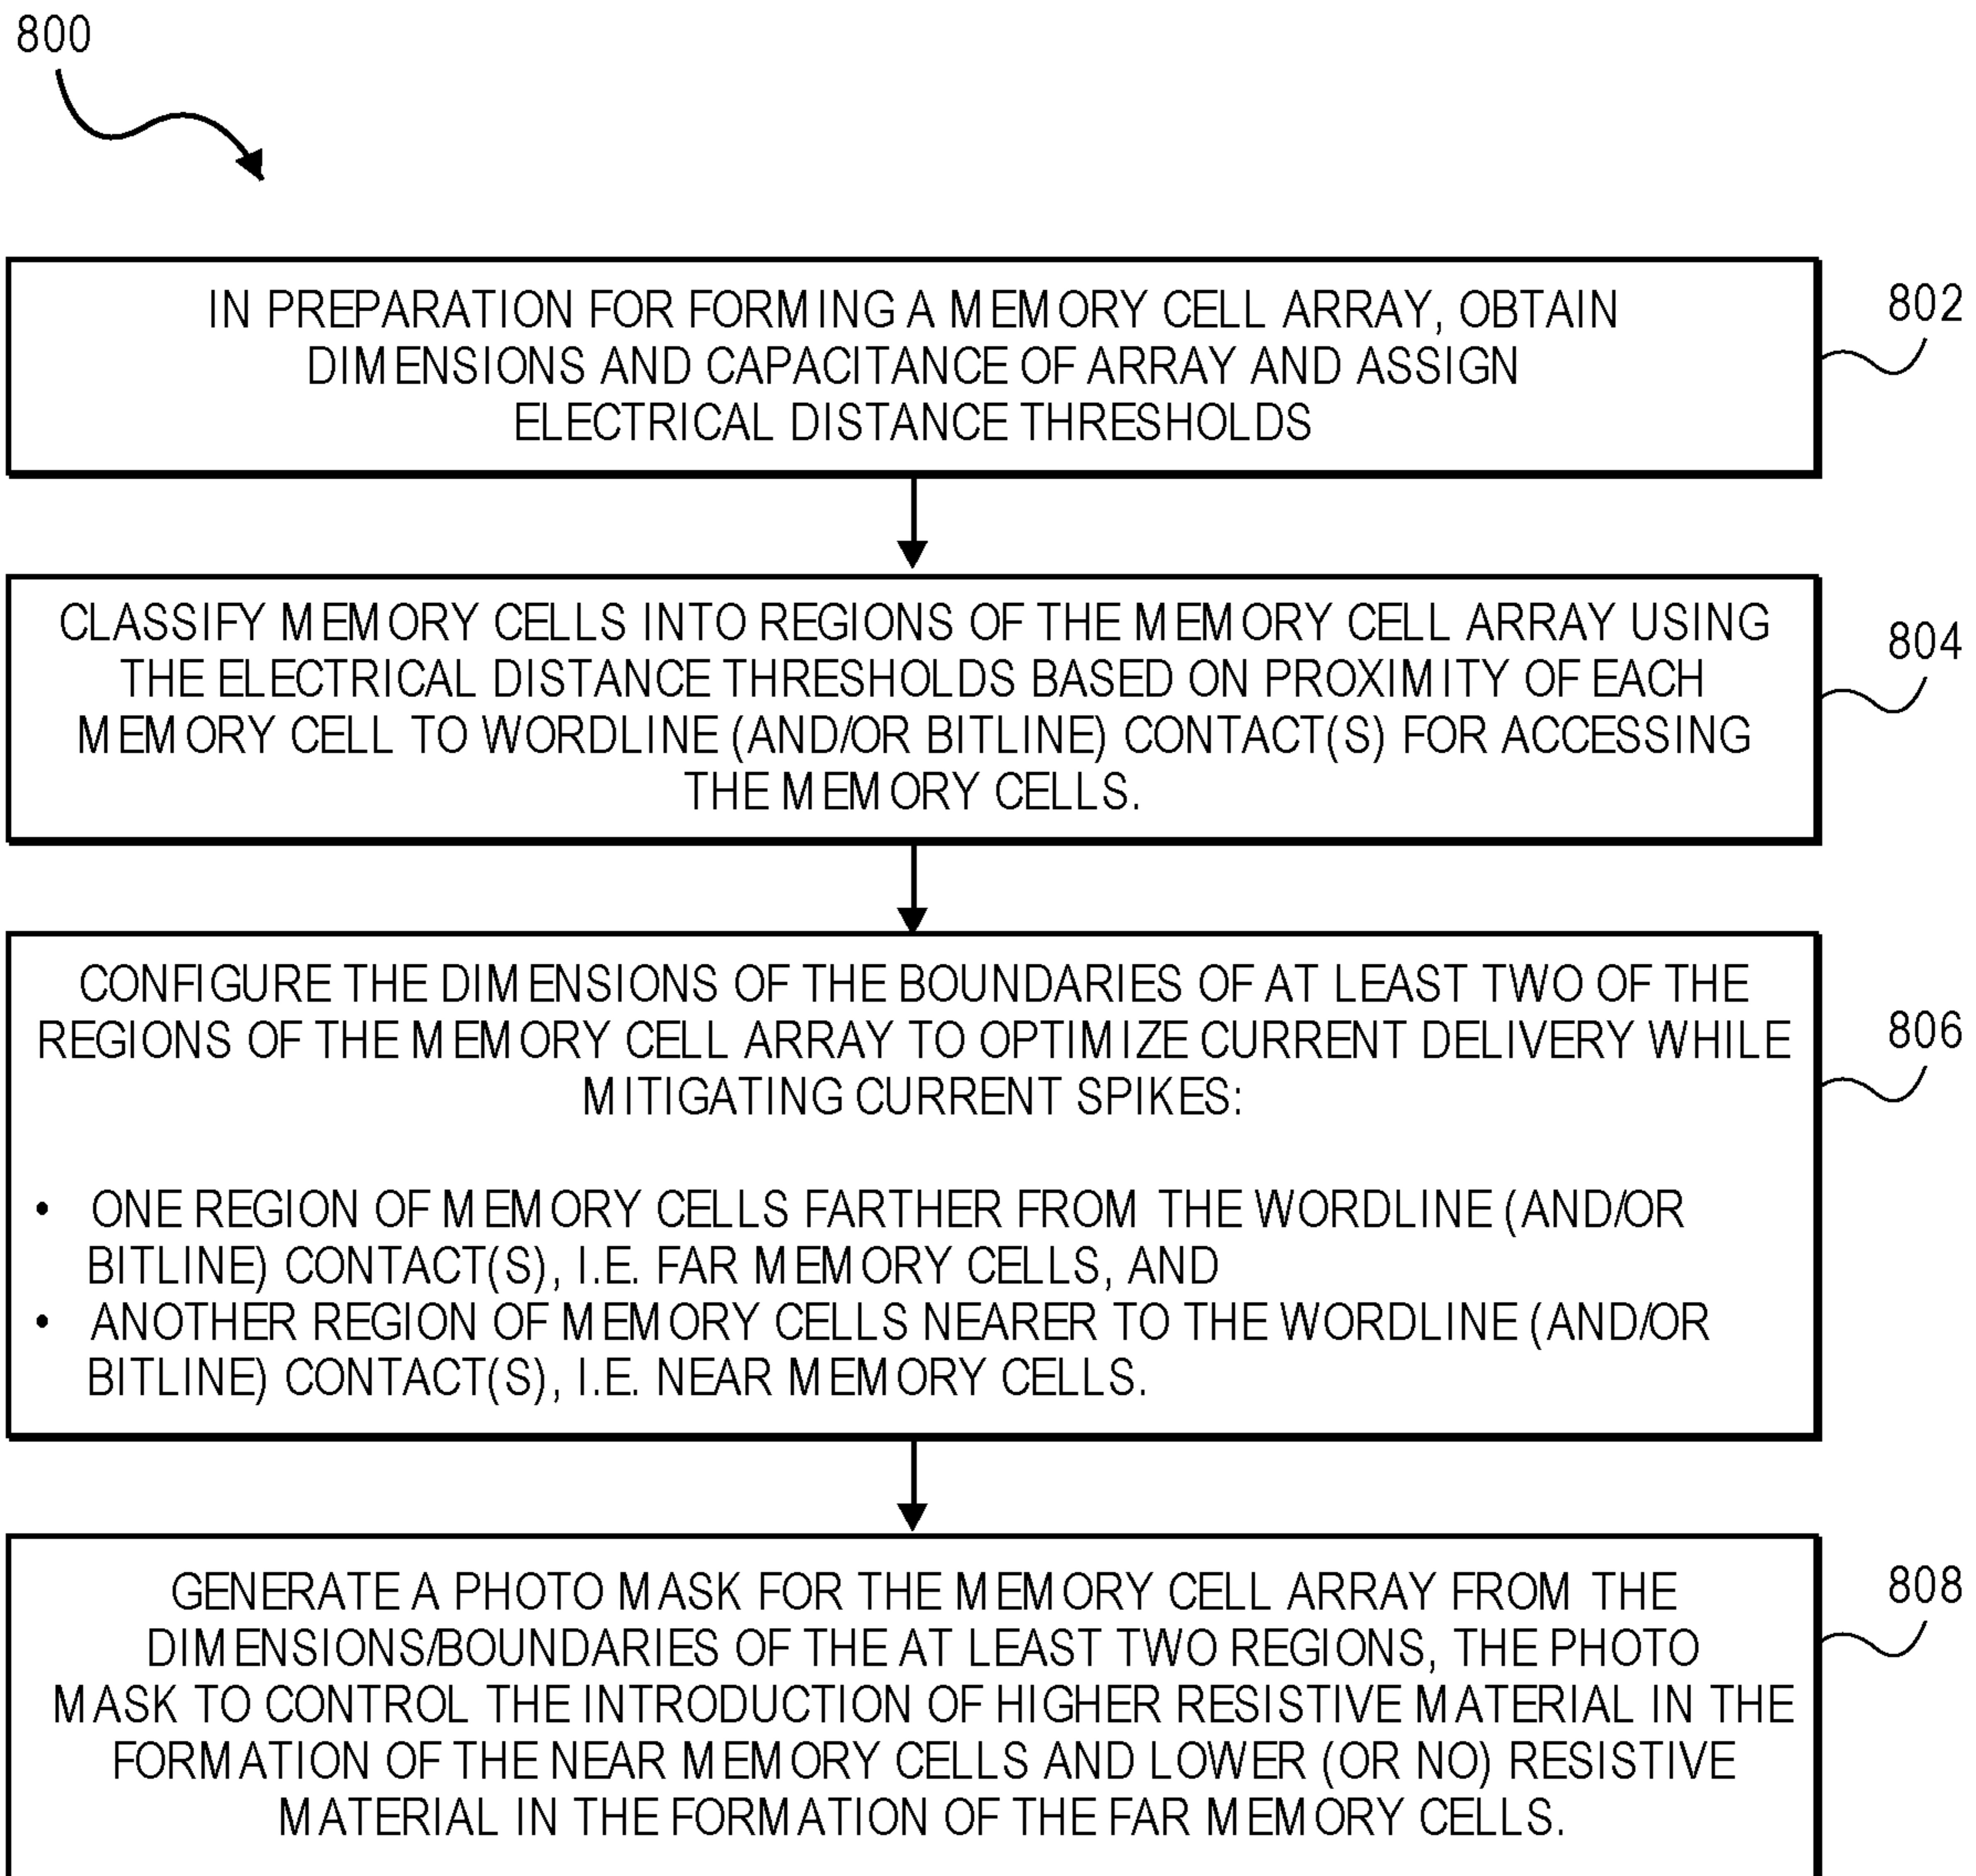 800
IN PREPARATION FOR FORMING A MEMORY CELL ARRAY, OBTAIN
DIMENSIONS AND CAPACITANCE OF ARRAY AND ASSIGN
ELECTRICAL DISTANCE THRESHOLDS
802
CLASSIFY MEMORY CELLS INTO REGIONS OF THE MEMORY CELL ARRAY USING
THE ELECTRICAL DISTANCE THRESHOLDS BASED ON PROXIMITY OF EACH
MEMORY CELL TO WORDLINE (AND/OR BITLINE) CONTACT(S) FOR ACCESSING
THE MEMORY CELLS.
804
CONFIGURE THE DIMENSIONS OF THE BOUNDARIES OF AT LEAST TWO OF THE
REGIONS OF THE MEMORY CELL ARRAY TO OPTIMIZE CURRENT DELIVERY WHILE
MITIGATING CURRENT SPIKES:
• ONE REGION OF MEMORY CELLS FARTHER FROM THE WORDLINE (AND/OR
BITLINE) CONTACT(S), I.E. FAR MEMORY CELLS, AND
• ANOTHER REGION OF MEMORY CELLS NEARER TO THE WORDLINE (AND/OR
BITLINE) CONTACT(S), I.E. NEAR MEMORY CELLS.
806
GENERATE A PHOTO MASK FOR THE MEMORY CELL ARRAY FROM THE
DIMENSIONS/BOUNDARIES OF THE AT LEAST TWO REGIONS, THE PHOTO
MASK TO CONTROL THE INTRODUCTION OF HIGHER RESISTIVE MATERIAL IN THE
FORMATION OF THE NEAR MEMORY CELLS AND LOWER (OR NO) RESISTIVE
MATERIAL IN THE FORMATION OF THE FAR MEMORY CELLS.
808